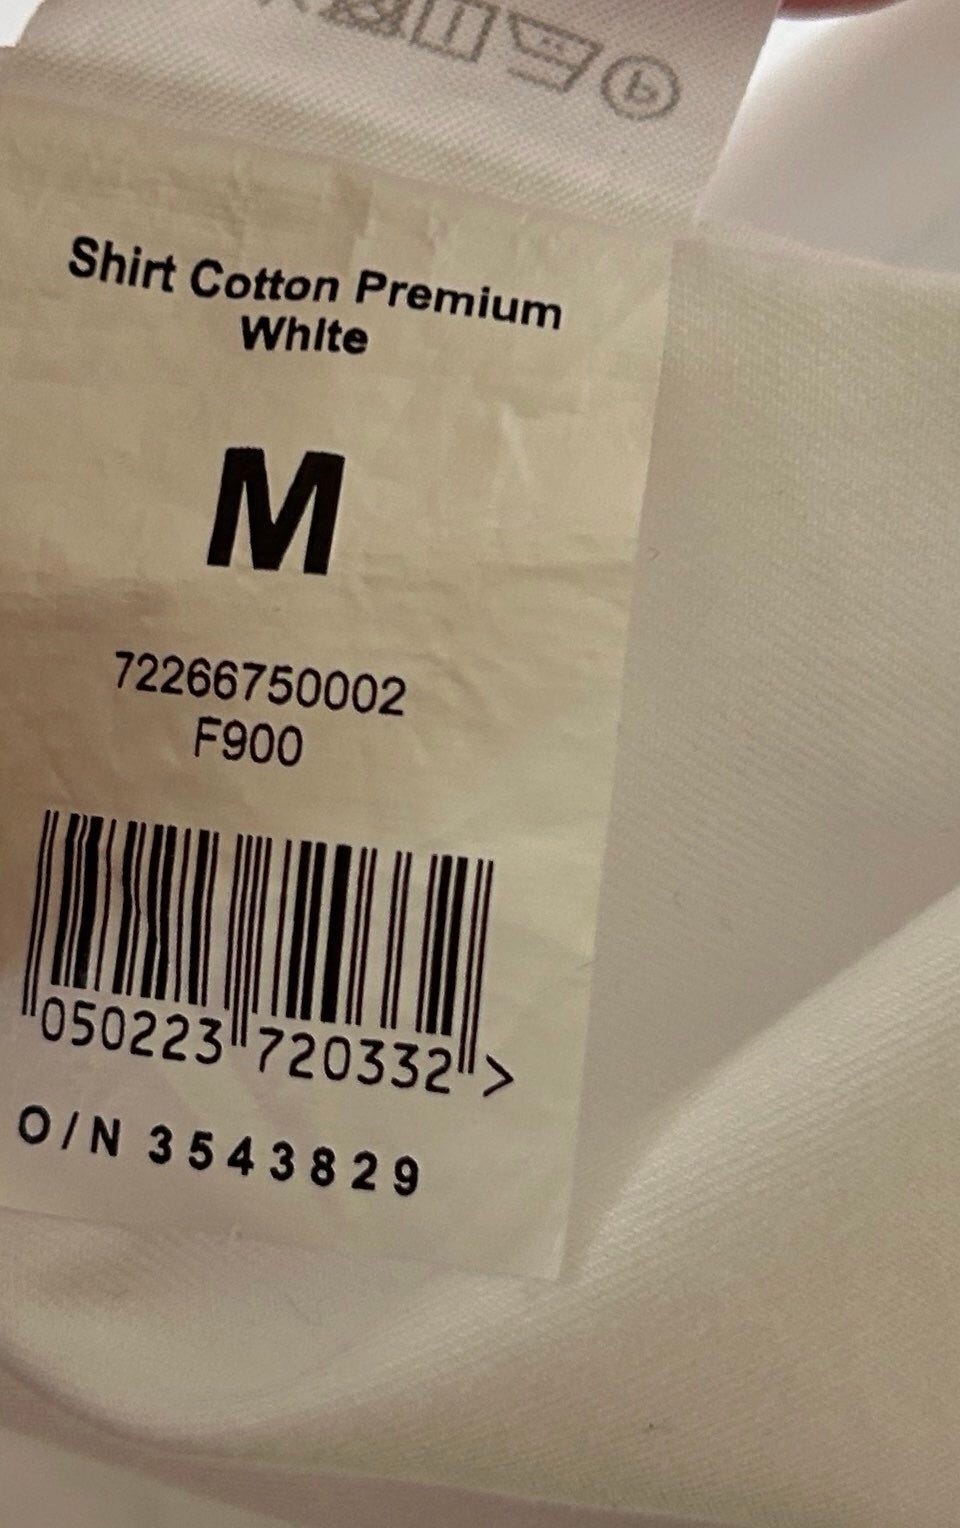 Shirt Cotton Premium
White
M
72266750002
F900
050223 720332 >
O/N 3543829